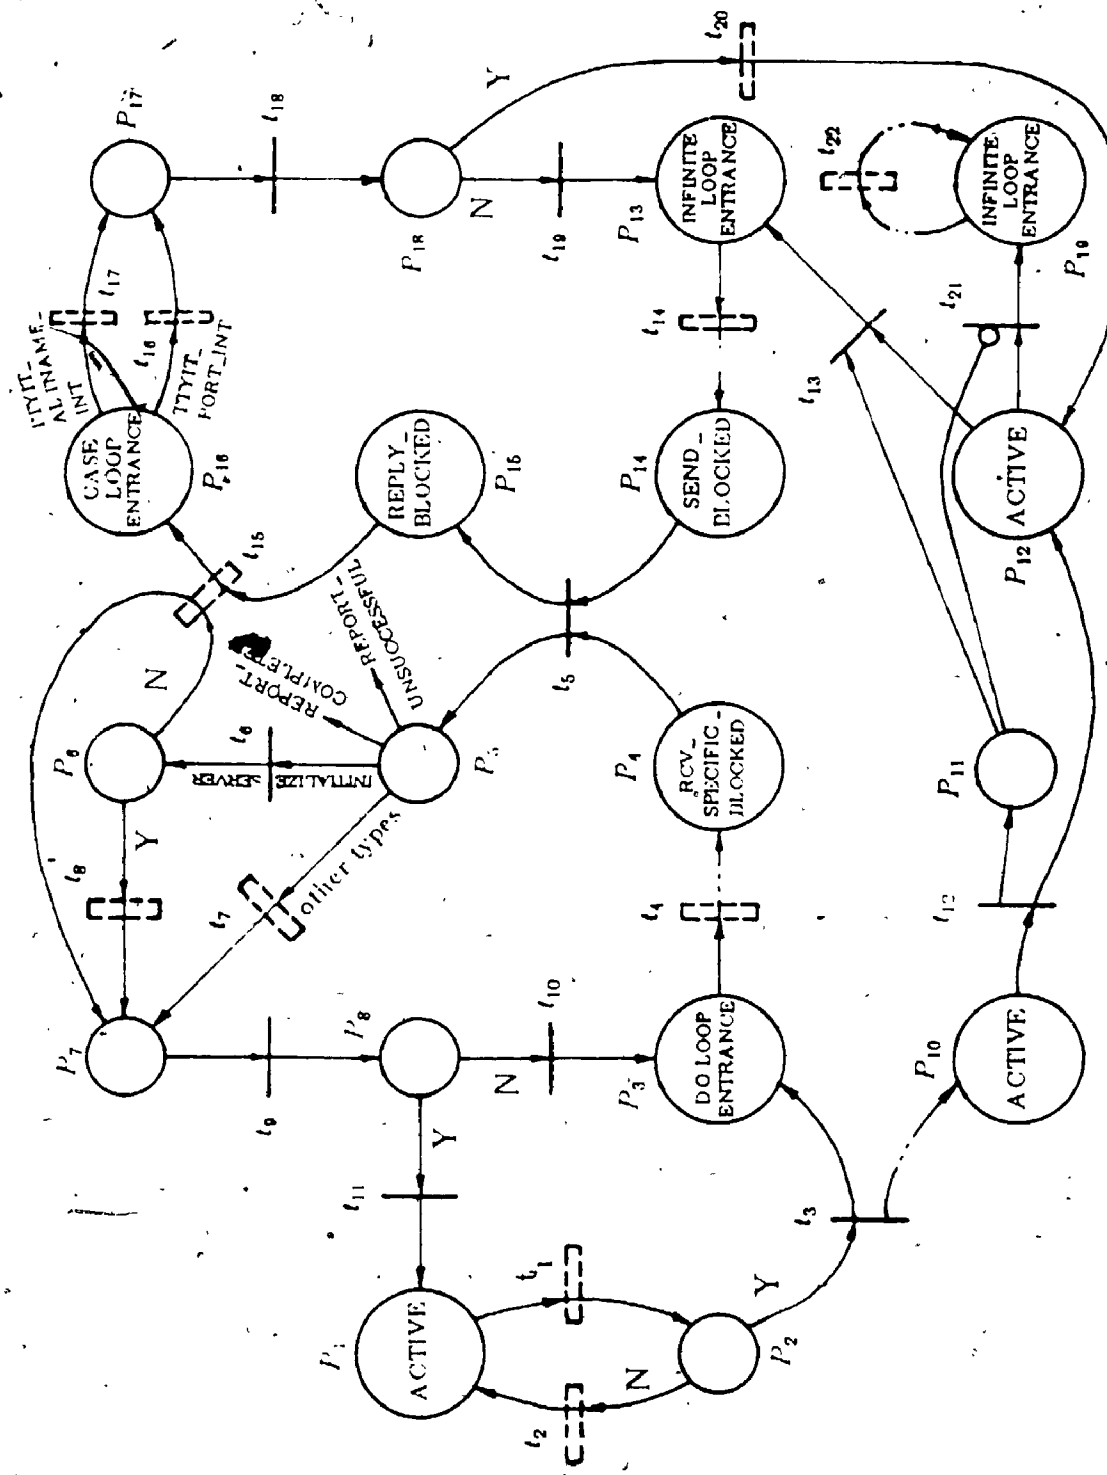 P17
t18
t20
Y
P18
N
t19
P13
INFINITE
LOOP
ENTRANCE
t22
INFINITE
LOOP
ENTRANCE
P19
t17
t16
TTYIT_
PORT_INT
INT
CASE
LOOP
ENTRANCE
P16
t14
t13
t21
REPLY_
BLOCKED
P15
P14
SEND_
BLOCKED
ACTIVE
P12
t15
N
REPORT_
COMPLETE
REPORT_
UNSUCCESSFUL
t5
P6
t6
INITIALIZE
SERVER
P5
P4
RCV_
SPECIFIC_
BLOCKED
P11
Y
t8
t7
other types
t4
t12
P7
t9
P8
N
t10
P3
DO LOOP
ENTRANCE
P10
ACTIVE
Y
t11
t3
P1
ACTIVE
t1
Y
P2
N
t2